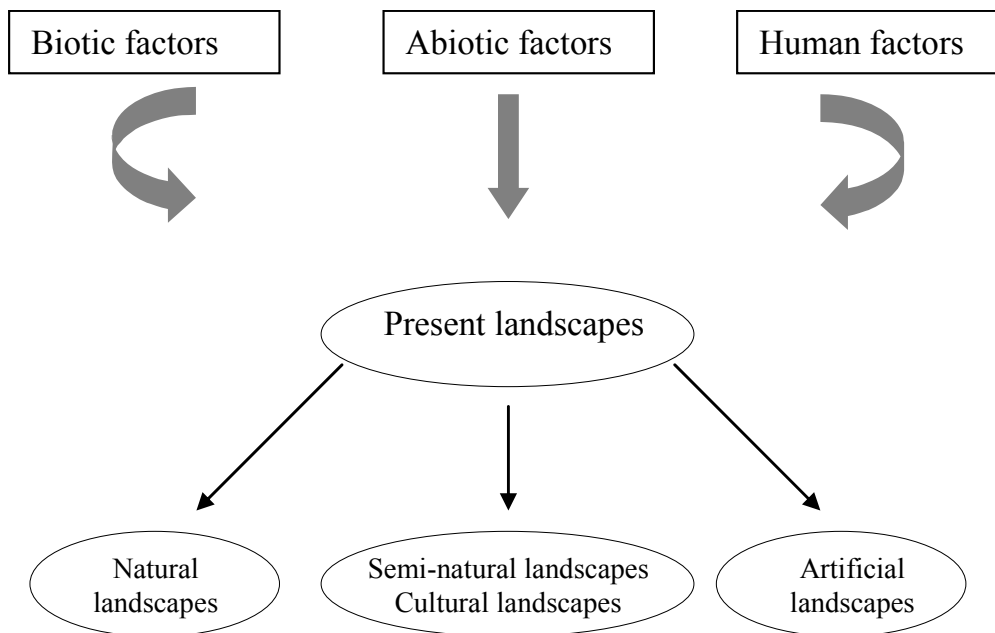 Biotic factors
Abiotic factors
Human factors
Present landscapes
Natural
landscapes
Semi-natural landscapes
Cultural landscapes
Artificial
landscapes